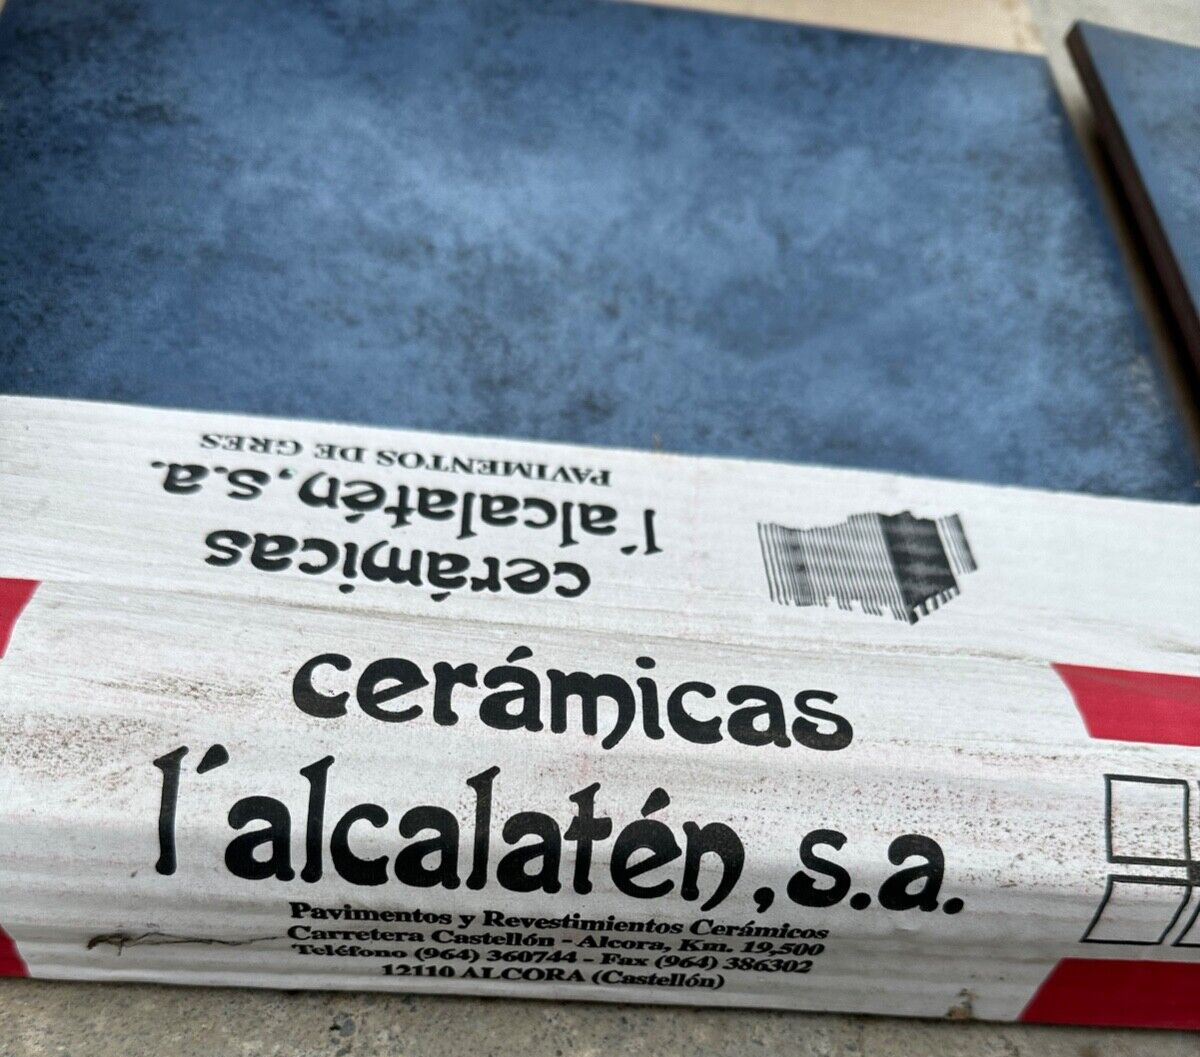 cerámicas
l'alcalatén, s.a.
PAVIMENTOS DE GRES
cerámicas
l'alcalatén, s.a.
Pavimentos y Revestimientos Cerámicos
Carretera Castellón - Alcora, Km. 19,500
Teléfono (964) 360744 - Fax (964) 386302
12110 ALCORA (Castellón)